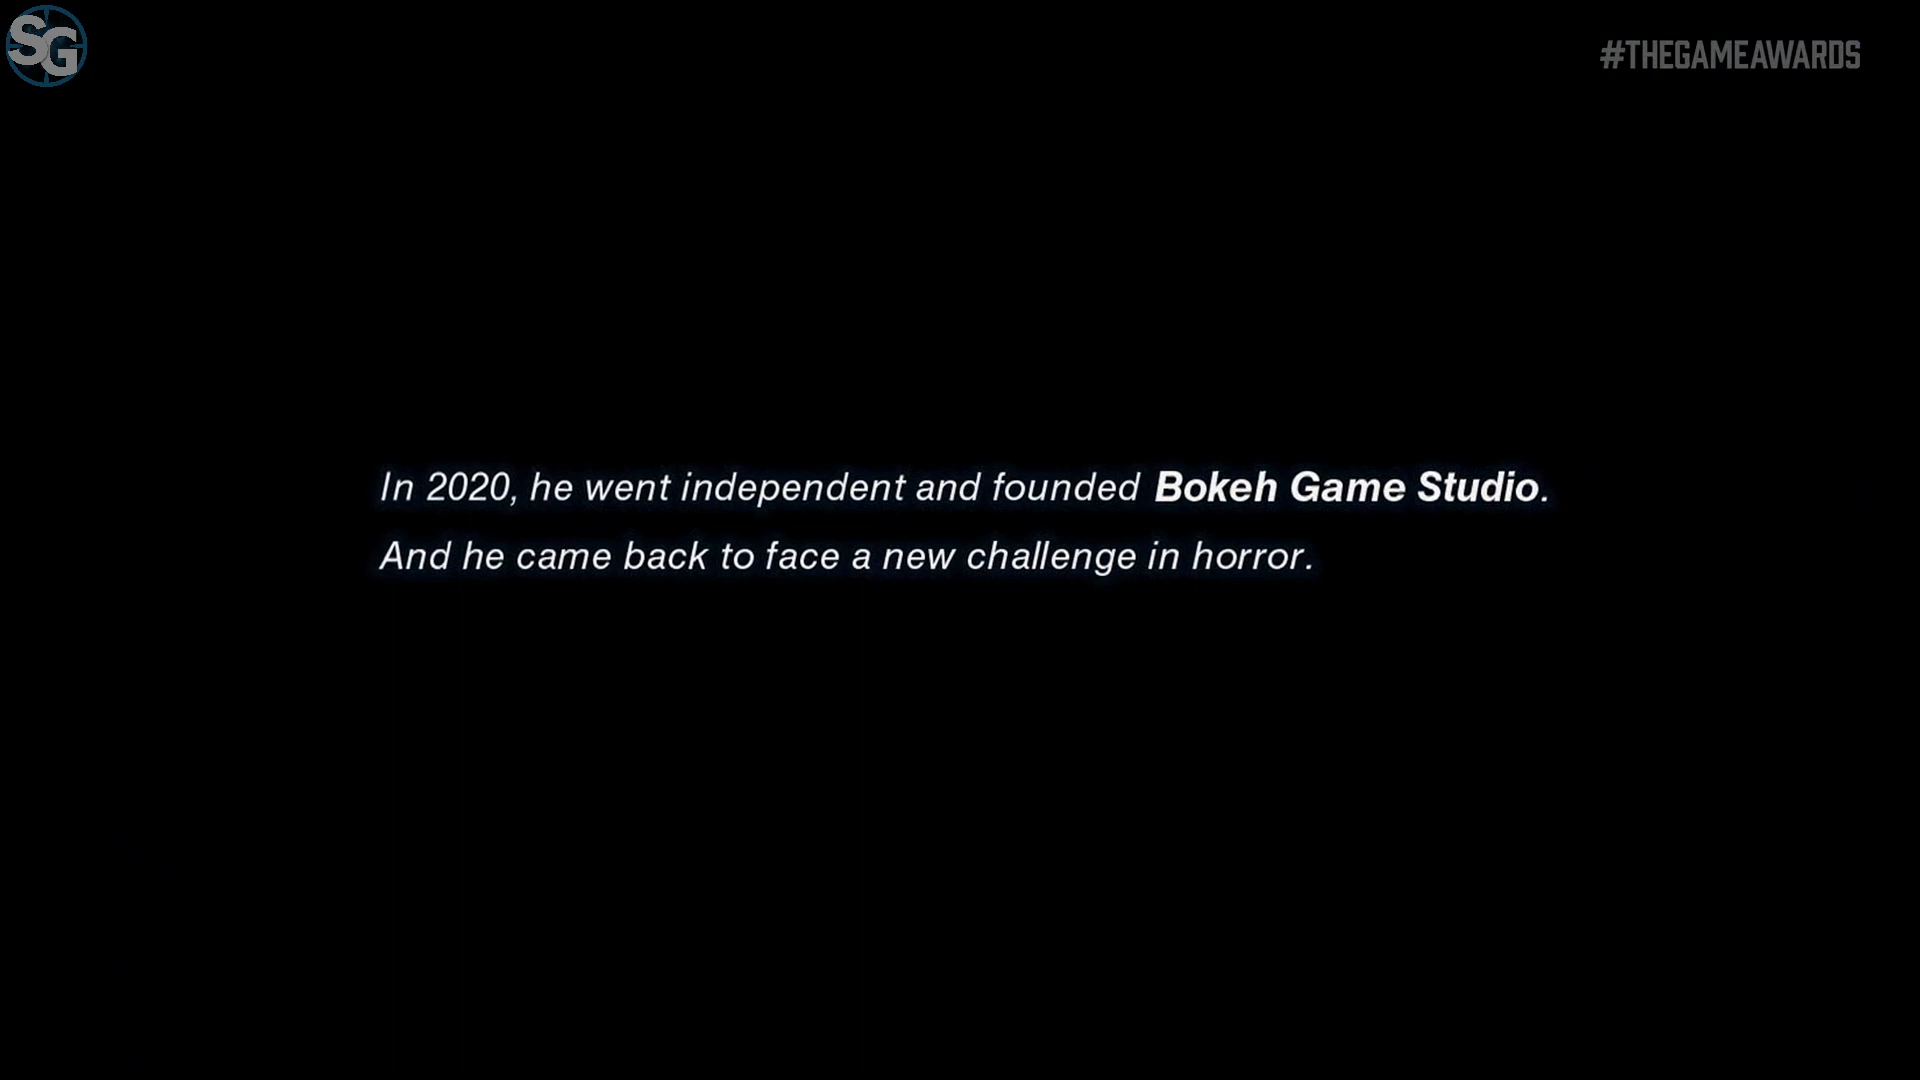 SG
#THEGAMEAWARDS
In 2020, he went independent and founded Bokeh Game Studio.
And he came back to face a new challenge in horror.